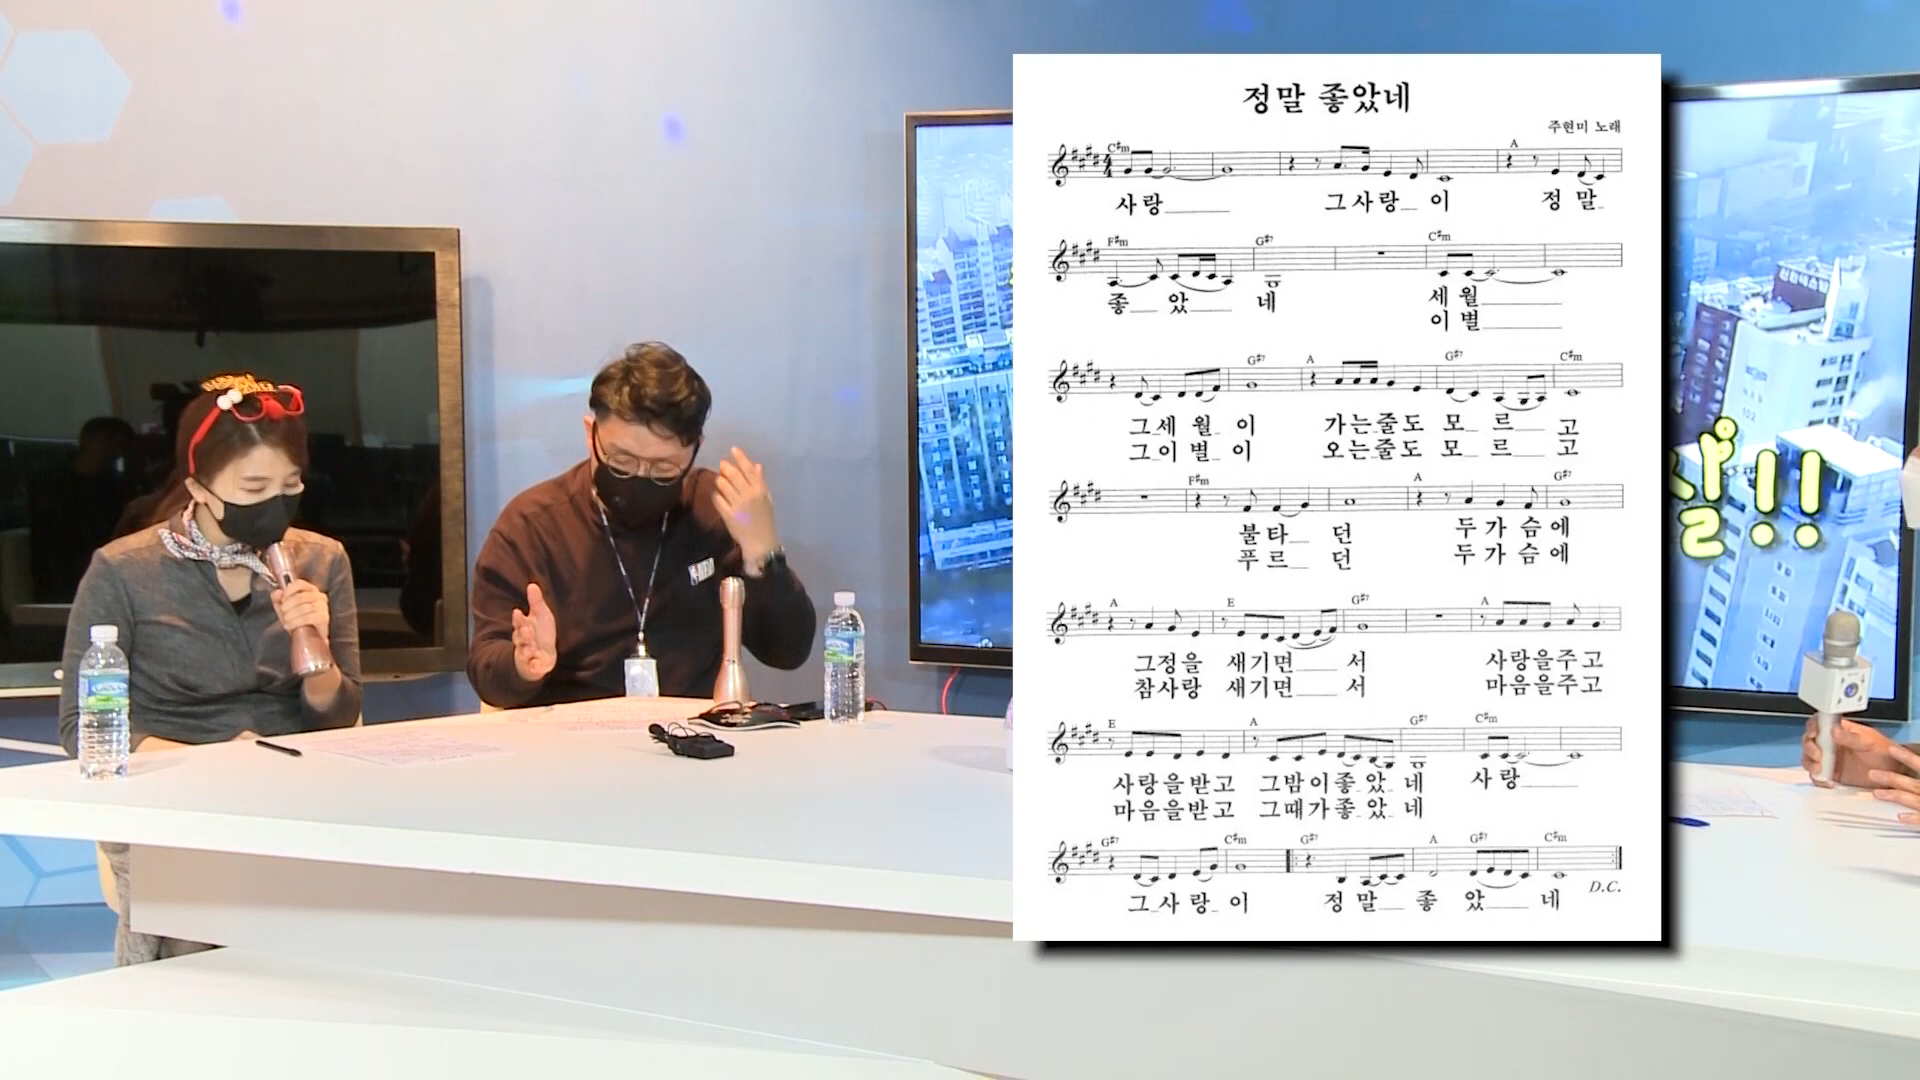 정말 좋았네
주현미 노래
C#m A
사랑 그사랑 이 정 말
F#m G#7 C#m
좋 았 네 세 월
이 별
G#7 A G#7 C#m
그세 월 이 가는줄도 모 르 고
그이 별 이 오는줄도 모 르 고
F#m A G#7
불타 던 두 가 슴 에
푸르 던 두 가 슴 에
A E G#7 A
그정을 새기면 서 사랑을주고
참사랑 새기면 서 마음을주고
E A G#7 C#m
사랑을받고 그밤이좋 았 네 사 랑
마음을받고 그때가좋 았 네
G#7 C#m G#7 A G#7 C#m
D.C.
그사 랑 이 정 말 좋 았 네
!!